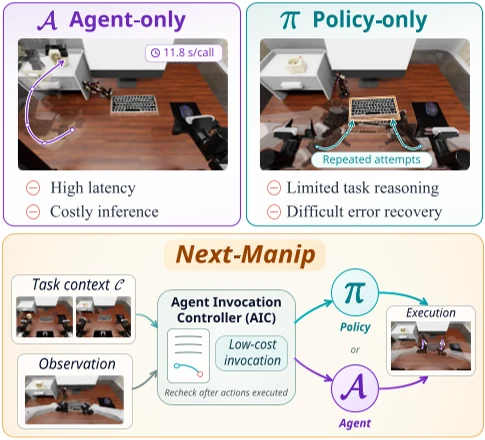 𝒜 Agent-only
11.8 s/call
High latency
Costly inference
π Policy-only
Repeated attempts
Limited task reasoning
Difficult error recovery
Next-Manip
Task context 𝒞
Observation
Agent Invocation
Controller (AIC)
Low-cost
invocation
Recheck after actions executed
π
Policy
or
𝒜
Agent
Execution